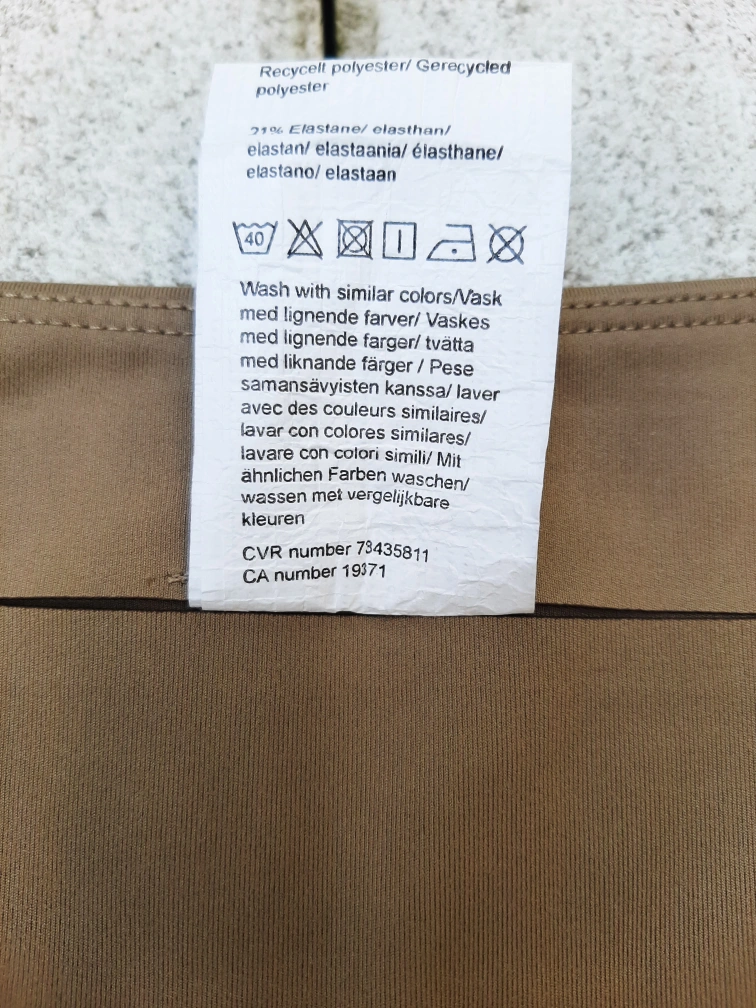 Recycelt polyester/ Gerecycled
polyester
21% Elastane/ elasthan/
elastan/ elastaania/ élasthane/
elastano/ elastaan
40
Wash with similar colors/Vask
med lignende farver/ Vaskes
med lignende farger/ tvätta
med liknande färger / Pese
samansävyisten kanssa/ laver
avec des couleurs similaires/
lavar con colores similares/
lavare con colori simili/ Mit
ähnlichen Farben waschen/
wassen met vergelijkbare
kleuren
CVR number 73435811
CA number 19371